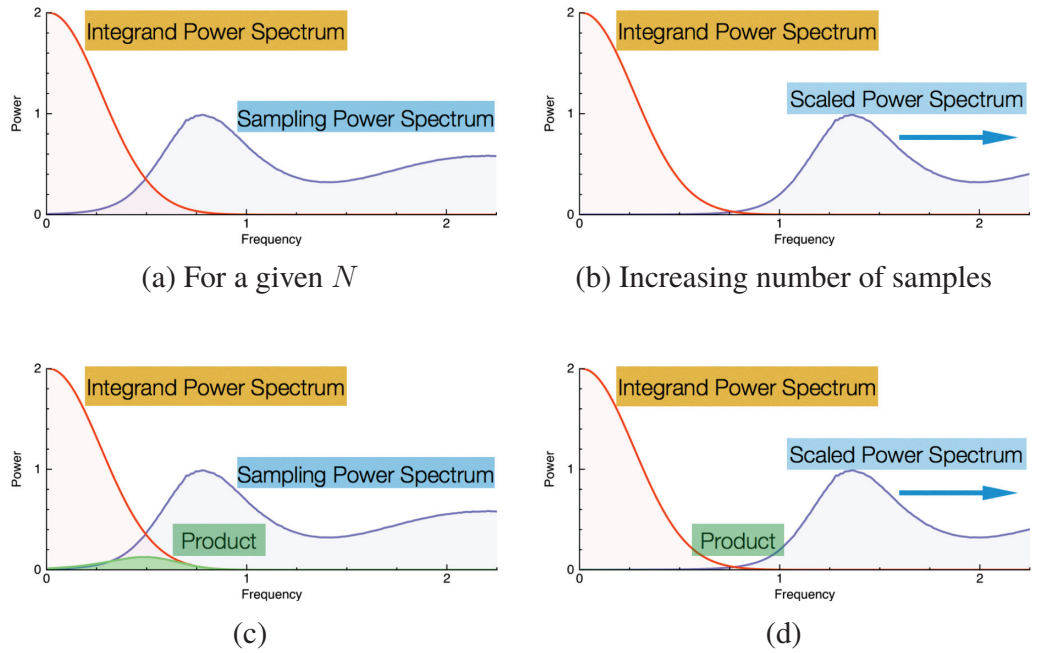 2
Integrand Power Spectrum
Sampling Power Spectrum
1
Power
0
0
1
2
Frequency
(a) For a given N
2
Integrand Power Spectrum
Scaled Power Spectrum
1
Power
0
0
1
2
Frequency
(b) Increasing number of samples
2
Integrand Power Spectrum
Sampling Power Spectrum
1
Power
Product
0
0
1
2
Frequency
(c)
2
Integrand Power Spectrum
Scaled Power Spectrum
1
Power
Product
0
0
1
2
Frequency
(d)